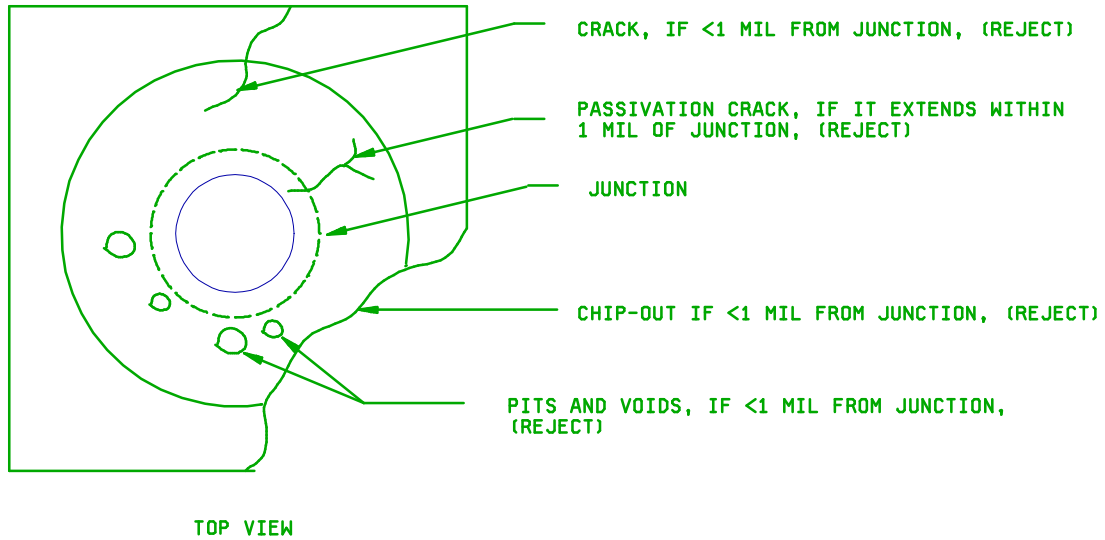 CRACK, IF <1 MIL FROM JUNCTION, (REJECT)
PASSIVATION CRACK, IF IT EXTENDS WITHIN
1 MIL OF JUNCTION, (REJECT)
JUNCTION
CHIP-OUT IF <1 MIL FROM JUNCTION, (REJECT)
PITS AND VOIDS, IF <1 MIL FROM JUNCTION,
(REJECT)
TOP VIEW